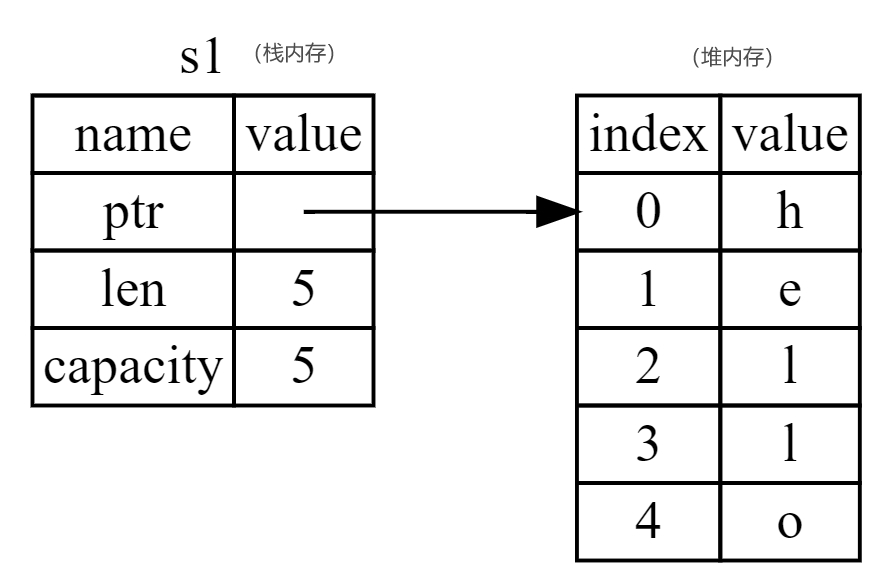 s1 （栈内存）
name value
ptr
len 5
capacity 5
（堆内存）
index value
0 h
1 e
2 l
3 l
4 o